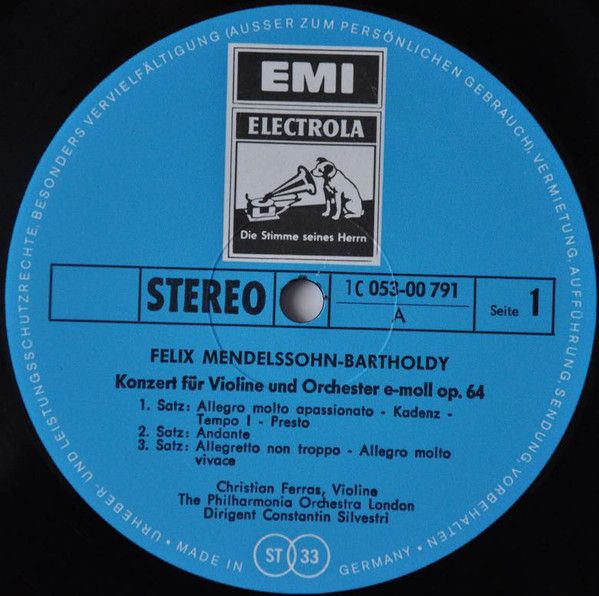 EMI
ELECTROLA
Die Stimme seines Herrn
STEREO
1C 053-00 791
A
Seite 1
FELIX MENDELSSOHN-BARTHOLDY
Konzert für Violine und Orchester e-moll op. 64
1. Satz: Allegro molto apassionato - Kadenz -
Tempo I - Presto
2. Satz: Andante
3. Satz: Allegretto non troppo - Allegro molto
vivace
Christian Ferras, Violine
The Philharmonia Orchestra London
Dirigent Constantin Silvestri
URHEBER- UND LEISTUNGSSCHUTZRECHTE, BESONDERS VERVIELFÄLTIGUNG (AUSSER ZUM PERSÖNLICHEN GEBRAUCH), VERMIETUNG, AUFFÜHRUNG, SENDUNG, VORBEHALTEN
• MADE IN GERMANY •
ST 33